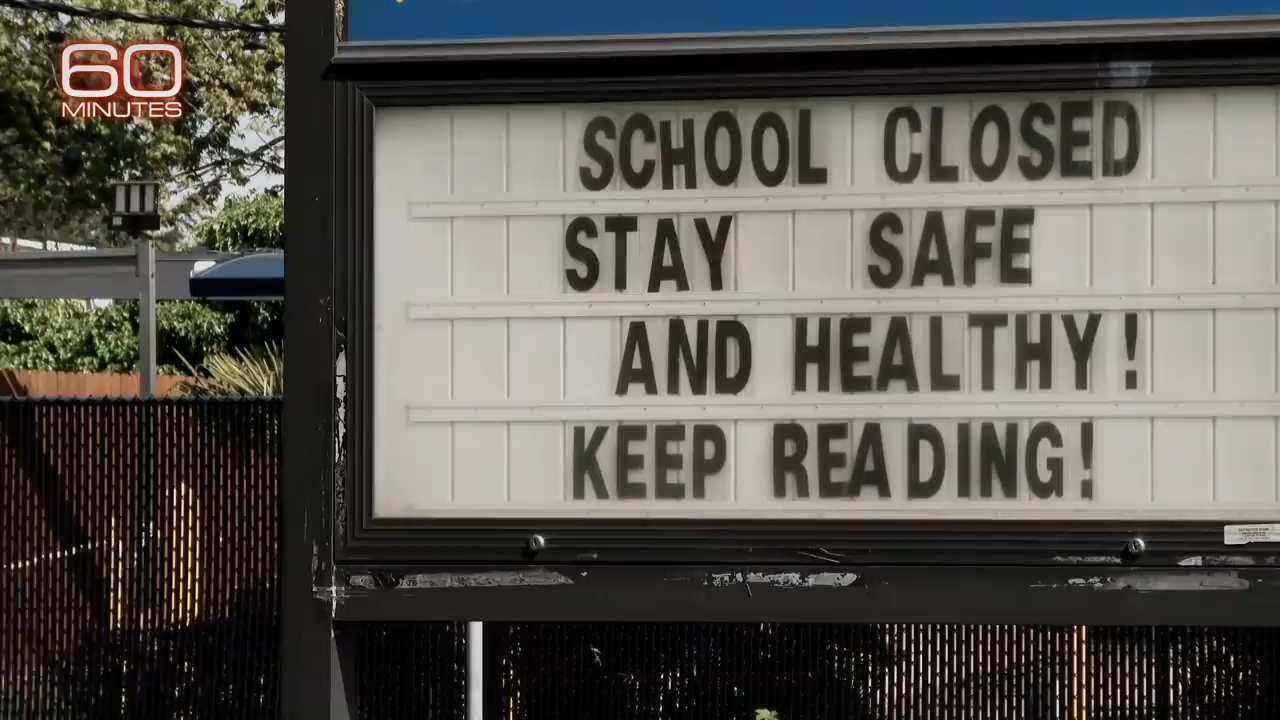 60
MINUTES
SCHOOL CLOSED
STAY SAFE
AND HEALTHY!
KEEP READING!